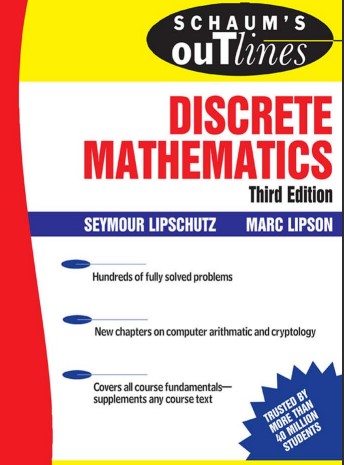 SCHAUM'S
ouTlines
DISCRETE
MATHEMATICS
Third Edition
SEYMOUR LIPSCHUTZ MARC LIPSON
Hundreds of fully solved problems
New chapters on computer arithmatic and cryptology
Covers all course fundamentals—
supplements any course text
TRUSTED BY
MORE THAN
40 MILLION
STUDENTS